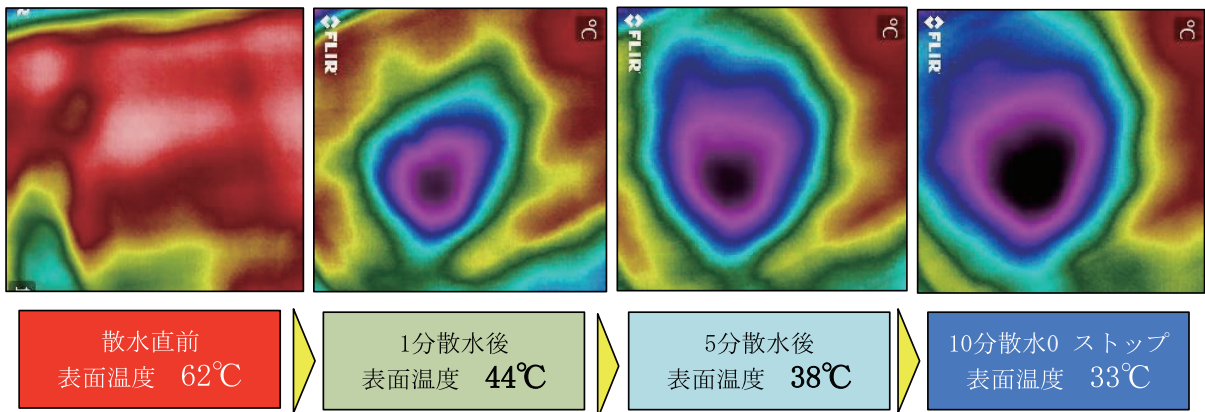 ℃
℃
℃
FLIR
FLIR
FLIR
散水直前
表面温度 62℃
1分散水後
表面温度 44℃
5分散水後
表面温度 38℃
10分散水0 ストップ
表面温度 33℃